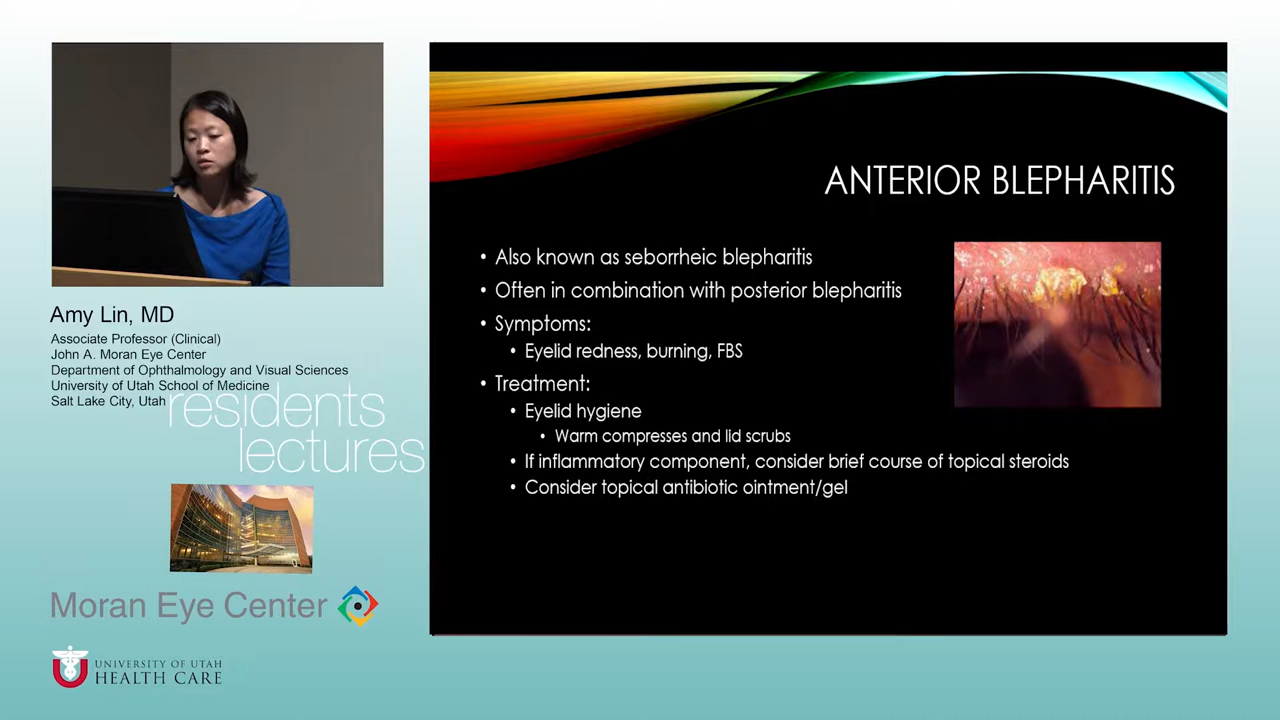 Amy Lin, MD
Associate Professor (Clinical)
John A. Moran Eye Center
Department of Ophthalmology and Visual Sciences
University of Utah School of Medicine
Salt Lake City, Utah
residents
lectures
Moran Eye Center
UNIVERSITY OF UTAH
HEALTH CARE
ANTERIOR BLEPHARITIS
• Also known as seborrheic blepharitis
• Often in combination with posterior blepharitis
• Symptoms:
• Eyelid redness, burning, FBS
• Treatment:
• Eyelid hygiene
• Warm compresses and lid scrubs
• If inflammatory component, consider brief course of topical steroids
• Consider topical antibiotic ointment/gel